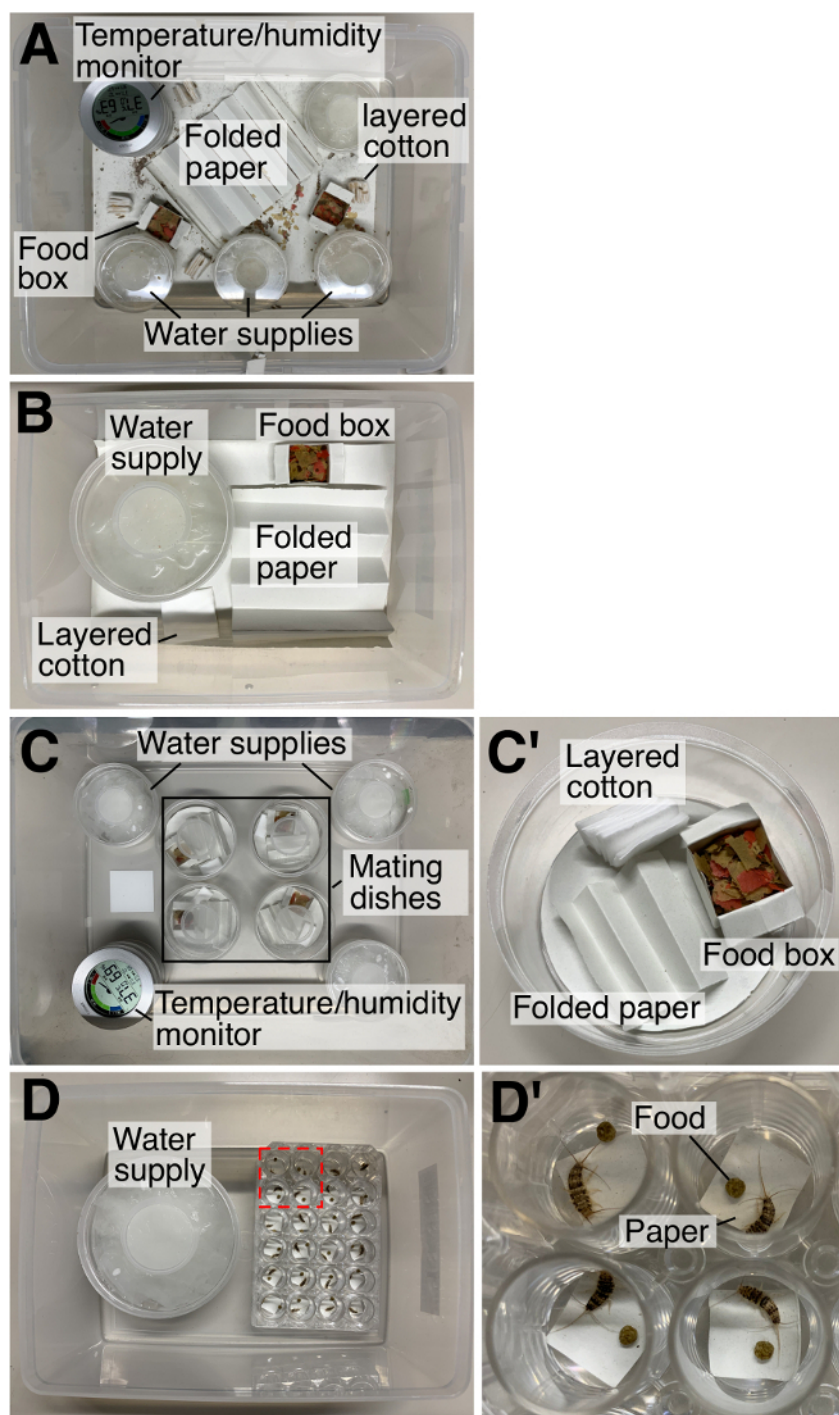 A
Temperature/humidity
monitor
Folded
paper
layered
cotton
Food
box
Water supplies
B
Water
supply
Food box
Folded
paper
Layered
cotton
C
Water supplies
Mating
dishes
Temperature/humidity
monitor
C'
Layered
cotton
Food box
Folded paper
D
Water
supply
D'
Food
Paper